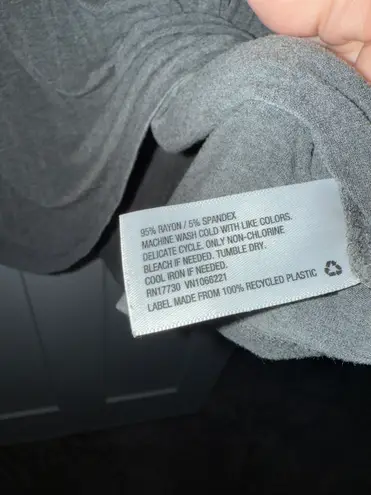 95% RAYON / 5% SPANDEX
MACHINE WASH COLD WITH LIKE COLORS.
DELICATE CYCLE. ONLY NON-CHLORINE
BLEACH IF NEEDED. TUMBLE DRY.
COOL IRON IF NEEDED.
RN17730 VN1066221
LABEL MADE FROM 100% RECYCLED PLASTIC